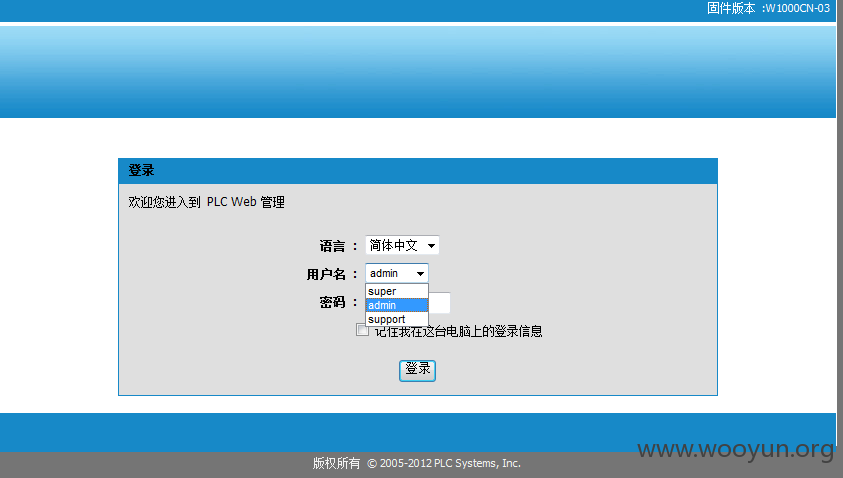 固件版本 :W1000CN-03
登录
欢迎您进入到 PLC Web 管理
语言 : 简体中文
用户名 : admin
super
密码 :
admin
support
记住我在这台电脑上的登录信息
登录
www.wooyun.org
版权所有 © 2005-2012 PLC Systems, Inc.